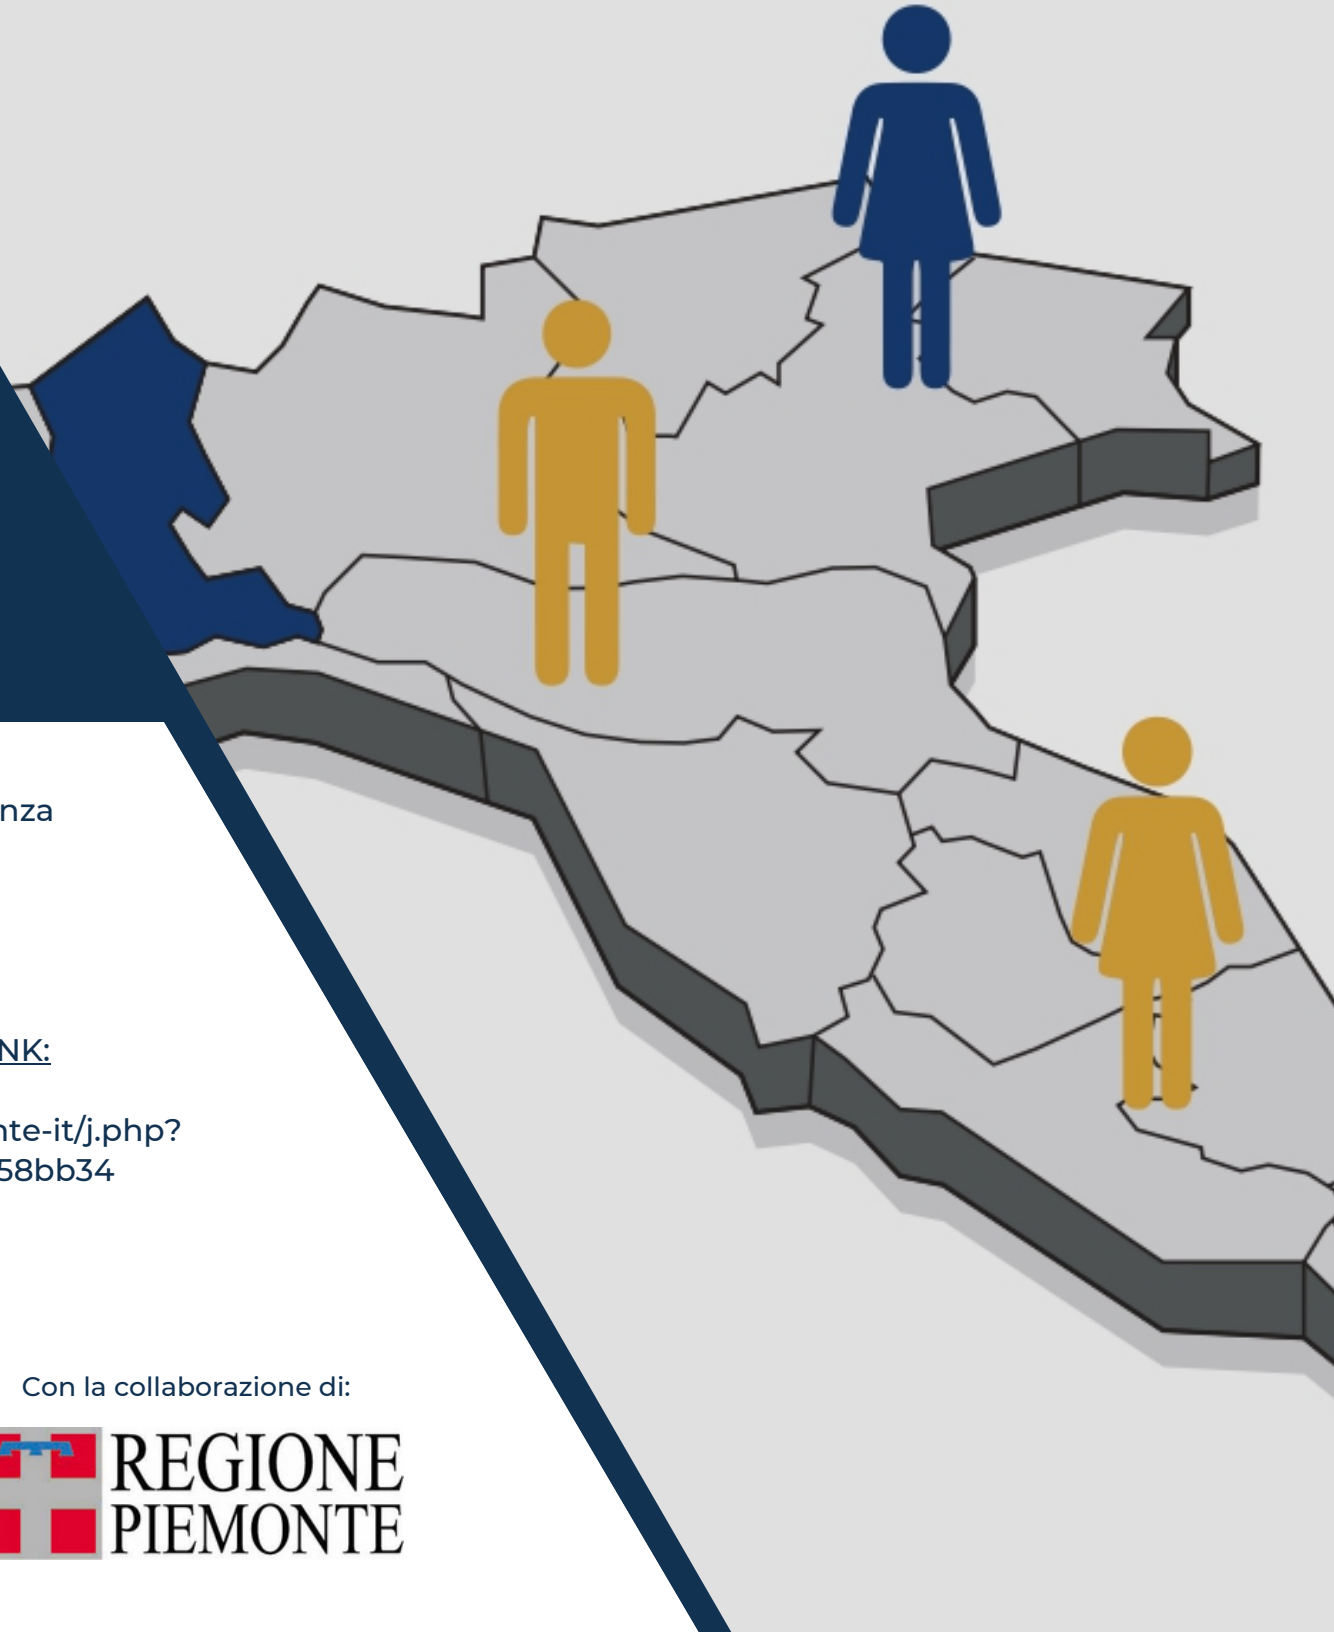 nza
NK:
nte-it/j.php?
58bb34
Con la collaborazione di:
REGIONE
PIEMONTE